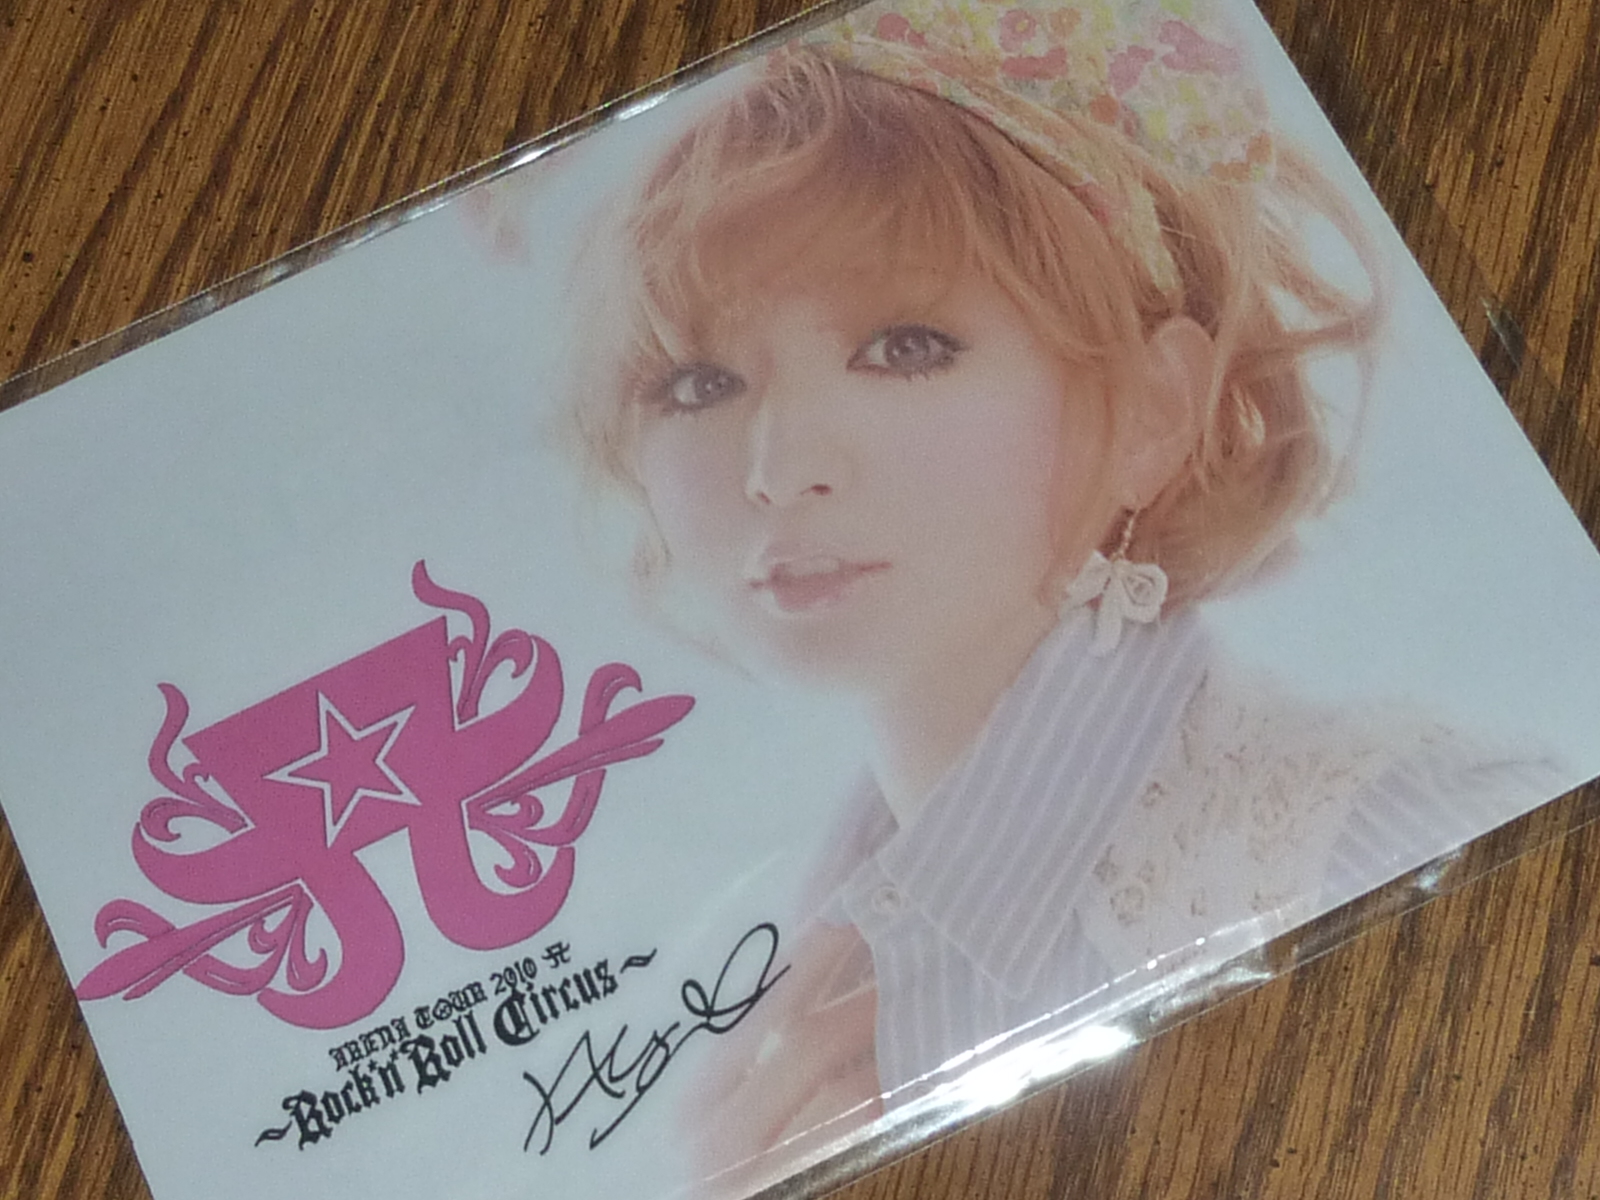 ARENA TOUR 2010 A
~Rock'n'Roll Circus~